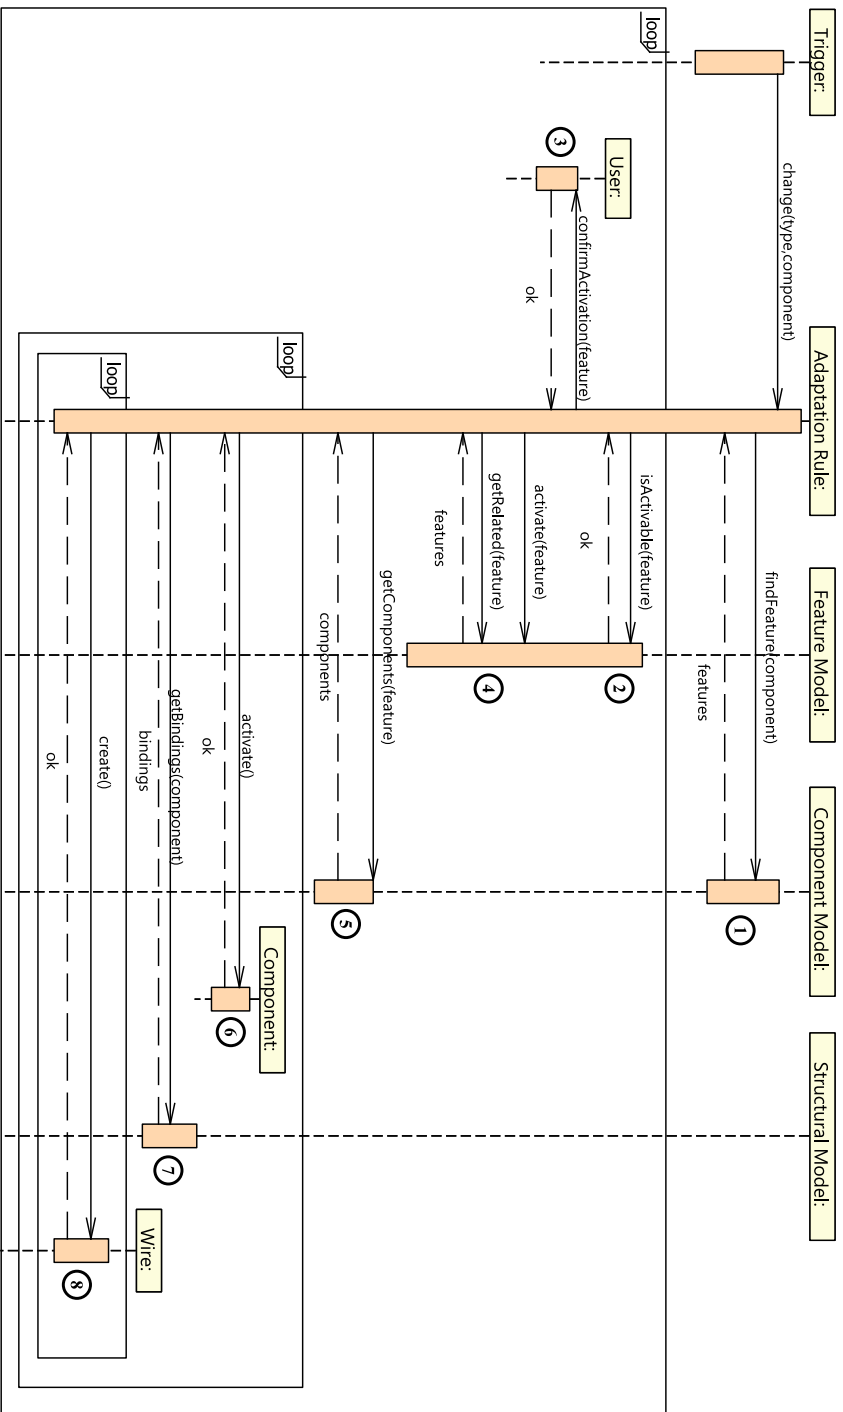 Trigger:
Adaptation Rule:
Feature Model:
Component Model:
Structural Model:
change(type,component)
findFeature(component)
1
features
loop
isActivable(feature)
2
ok
User:
3
confirmActivation(feature)
ok
activate(feature)
getRelated(feature)
4
features
getComponents(feature)
5
components
loop
Component:
activate()
6
ok
getBindings(component)
7
bindings
Wire:
loop
create()
8
ok